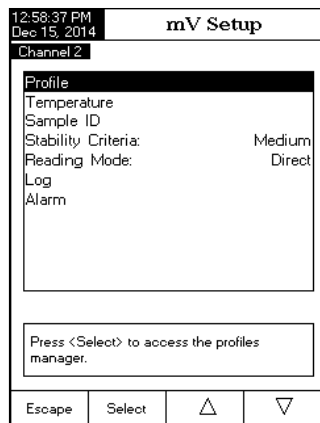 12:58:37 PM
Dec 15, 2014
mV Setup
Channel 2
Profile
Temperature
Sample ID
Stability Criteria: Medium
Reading Mode: Direct
Log
Alarm
Press <Select> to access the profiles
manager.
Escape Select △ ▽